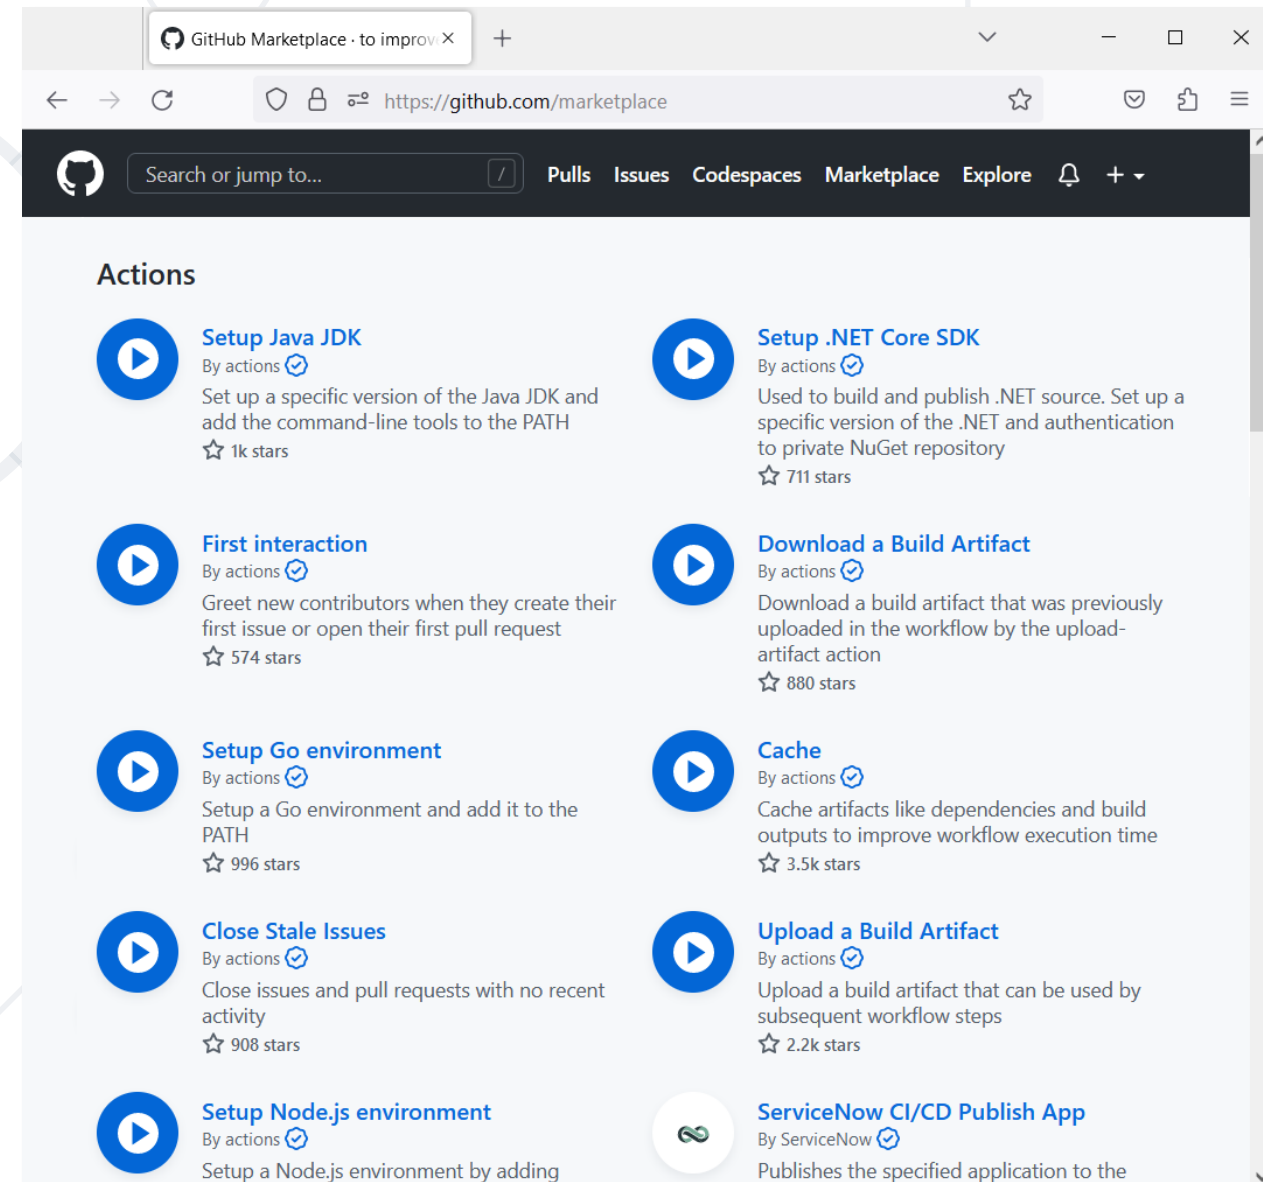 GitHub Marketplace · to improv
https://github.com/marketplace
Search or jump to...
/
Pulls Issues Codespaces Marketplace Explore
Actions
Setup Java JDK
By actions
Set up a specific version of the Java JDK and
add the command-line tools to the PATH
1k stars
Setup .NET Core SDK
By actions
Used to build and publish .NET source. Set up a
specific version of the .NET and authentication
to private NuGet repository
711 stars
First interaction
By actions
Greet new contributors when they create their
first issue or open their first pull request
574 stars
Download a Build Artifact
By actions
Download a build artifact that was previously
uploaded in the workflow by the upload-
artifact action
880 stars
Setup Go environment
By actions
Setup a Go environment and add it to the
PATH
996 stars
Cache
By actions
Cache artifacts like dependencies and build
outputs to improve workflow execution time
3.5k stars
Close Stale Issues
By actions
Close issues and pull requests with no recent
activity
908 stars
Upload a Build Artifact
By actions
Upload a build artifact that can be used by
subsequent workflow steps
2.2k stars
Setup Node.js environment
By actions
Setup a Node.js environment by adding
ServiceNow CI/CD Publish App
By ServiceNow
Publishes the specified application to the